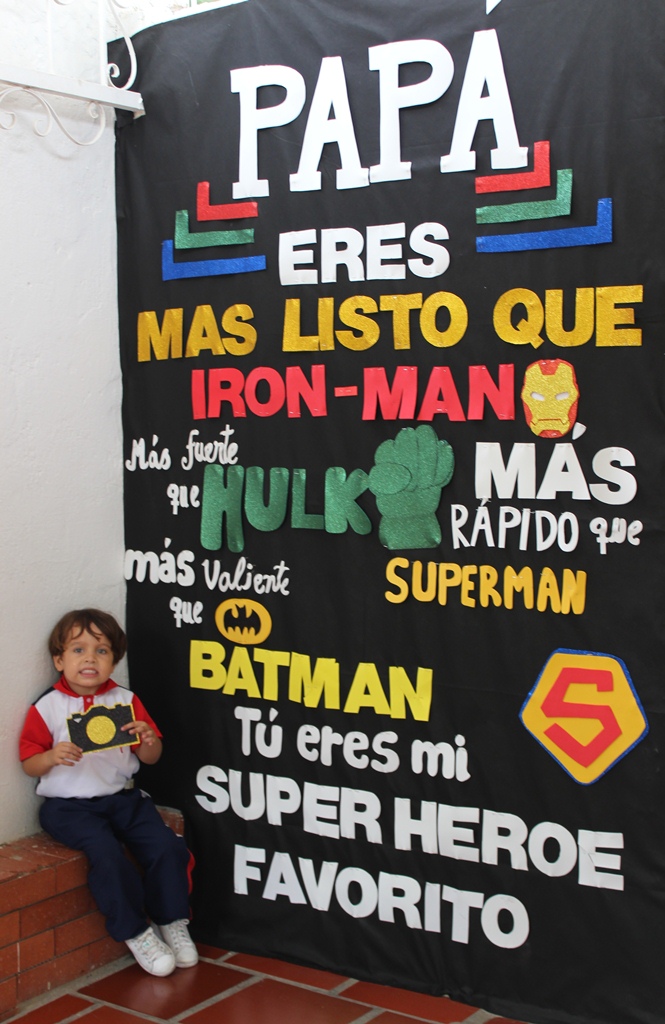 PAPÁ
ERES
MAS LISTO QUE
IRON-MAN
Más fuente
que
HULK
MÁS
RÁPIDO que
SUPERMAN
más Valiente
que
BATMAN
S
Tú eres mi
SUPER HEROE
FAVORITO